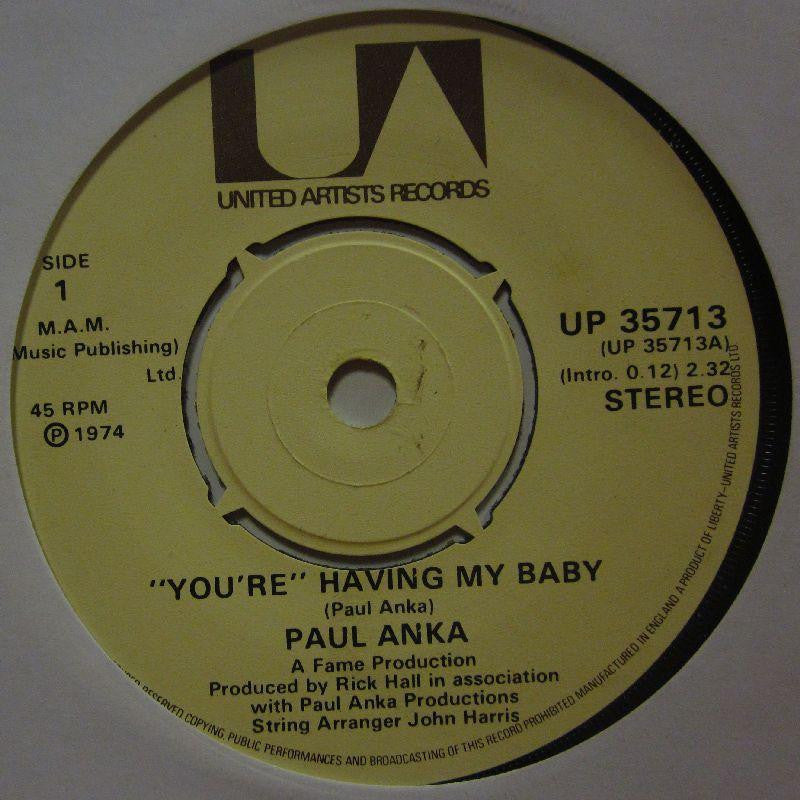 UA
UNITED ARTISTS RECORDS
SIDE
1
M.A.M.
Music Publishing)
Ltd.
45 RPM
Ⓟ 1974
UP 35713
(UP 35713A)
(Intro. 0.12) 2.32
STEREO
"YOU'RE" HAVING MY BABY
(Paul Anka)
PAUL ANKA
A Fame Production
Produced by Rick Hall in association
with Paul Anka Productions
String Arranger John Harris
RESERVED COPYING, PUBLIC PERFORMANCES AND BROADCASTING OF THIS RECORD PROHIBITED MANUFACTURED IN ENGLAND A PRODUCT OF LIBERTY–UNITED ARTISTS RECORDS LTD